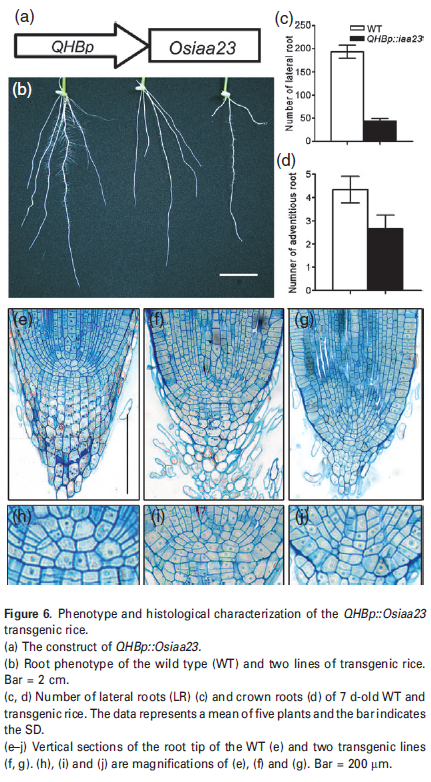 (a)
QHBp Osiaa23
(b)
(c)
WT
QHBp::iaa23
Number of lateral root
250
200
150
100
50
0
(d)
Numner of adventitious root
5
4
3
2
1
0
(e) (f) (g)
(h) (i) (j)
Figure 6. Phenotype and histological characterization of the QHBp::Osiaa23
transgenic rice.
(a) The construct of QHBp::Osiaa23.
(b) Root phenotype of the wild type (WT) and two lines of transgenic rice.
Bar = 2 cm.
(c, d) Number of lateral roots (LR) (c) and crown roots (d) of 7 d-old WT and
transgenic rice. The data represents a mean of five plants and the bar indicates
the SD.
(e–j) Vertical sections of the root tip of the WT (e) and two transgenic lines
(f, g). (h), (i) and (j) are magnifications of (e), (f) and (g). Bar = 200 μm.